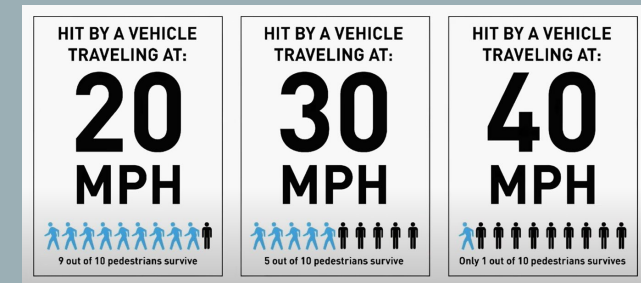 HIT BY A VEHICLE
TRAVELING AT:
20
MPH
9 out of 10 pedestrians survive
HIT BY A VEHICLE
TRAVELING AT:
30
MPH
5 out of 10 pedestrians survive
HIT BY A VEHICLE
TRAVELING AT:
40
MPH
Only 1 out of 10 pedestrians survives